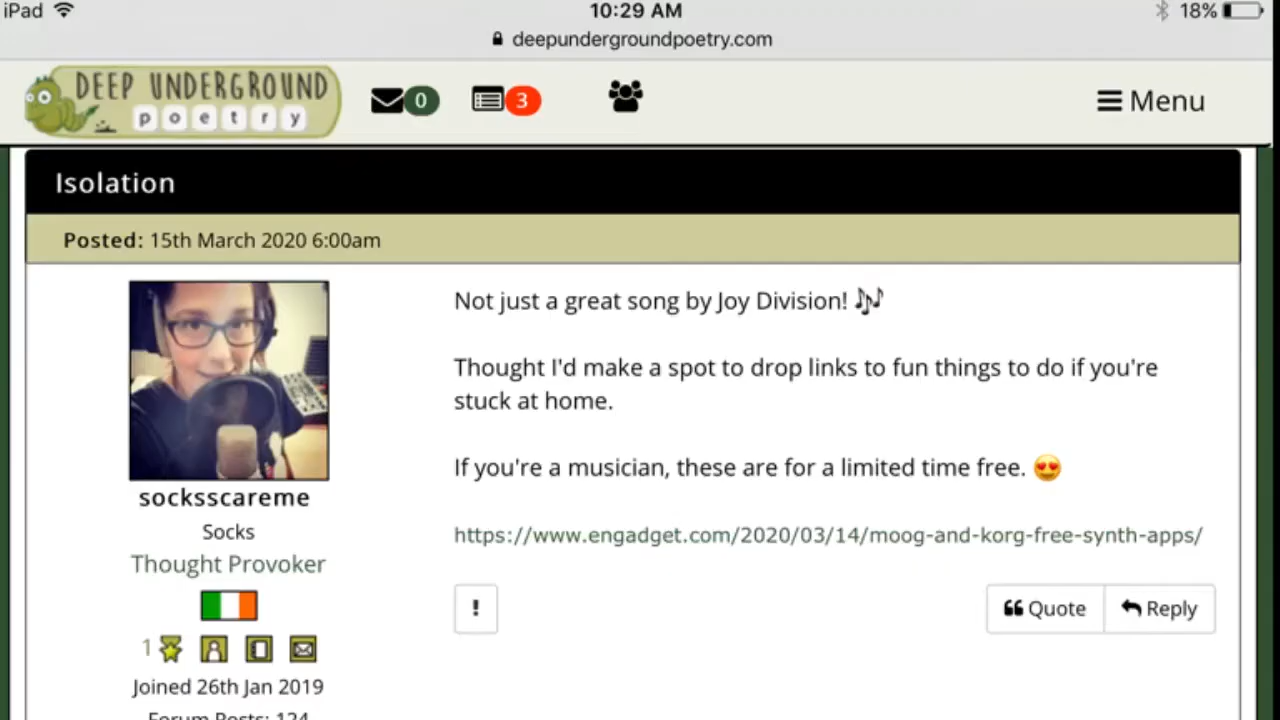 iPad
10:29 AM
18%
deepundergroundpoetry.com
DEEP UNDERGROUND
poetry
0
3
Menu
Isolation
Posted: 15th March 2020 6:00am
Not just a great song by Joy Division! 🎶
Thought I'd make a spot to drop links to fun things to do if you're
stuck at home.
If you're a musician, these are for a limited time free. 😍
https://www.engadget.com/2020/03/14/moog-and-korg-free-synth-apps/
! Quote Reply
socksscareme
Socks
Thought Provoker
1
Joined 26th Jan 2019
Forum Posts: 124